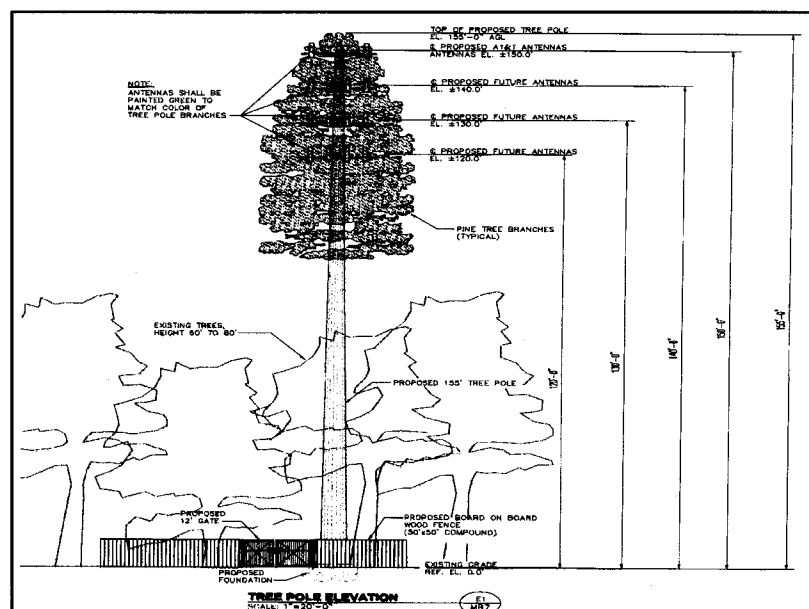 TOP OF PROPOSED TREE POLE
EL. 155'-0" AGL
℄ PROPOSED AT&T ANTENNAS
ANTENNAS EL. ±150.0'
NOTE:
ANTENNAS SHALL BE
PAINTED GREEN TO
MATCH COLOR OF
TREE POLE BRANCHES
℄ PROPOSED FUTURE ANTENNAS
EL. ±140.0'
℄ PROPOSED FUTURE ANTENNAS
EL. ±130.0'
℄ PROPOSED FUTURE ANTENNAS
EL. ±120.0'
PINE TREE BRANCHES
(TYPICAL)
EXISTING TREES,
HEIGHT 60' TO 80'
120'-0"
130'-0"
140'-0"
150'-0"
155'-0"
PROPOSED 155' TREE POLE
PROPOSED
12' GATE
PROPOSED BOARD ON BOARD
WOOD FENCE
(50'x50' COMPOUND)
EXISTING GRADE
REF. EL. 0.0'
PROPOSED
FOUNDATION
TREE POLE ELEVATION
SCALE: 1"=20'-0"
E1
MR7